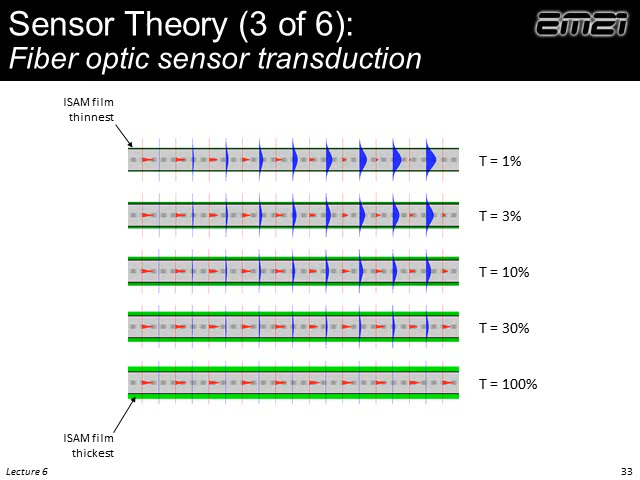 Sensor Theory (3 of 6):
Fiber optic sensor transduction
EM21
ISAM film
thinnest
T = 1%
T = 3%
T = 10%
T = 30%
T = 100%
ISAM film
thickest
Lecture 6
33